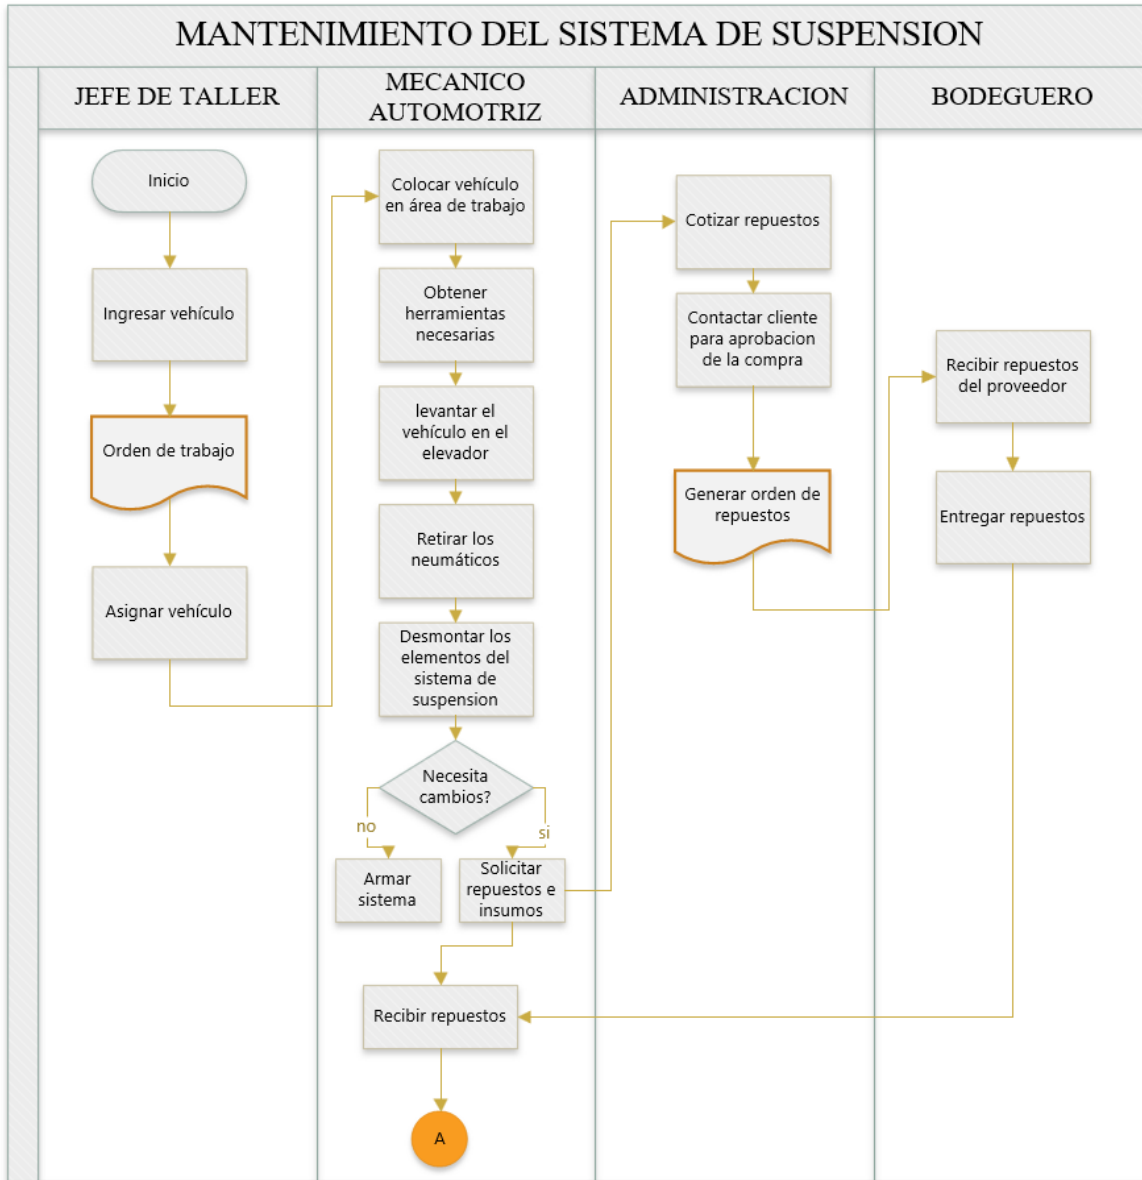 MANTENIMIENTO DEL SISTEMA DE SUSPENSION
JEFE DE TALLER
MECANICO
AUTOMOTRIZ
ADMINISTRACION
BODEGUERO
Inicio
Ingresar vehículo
Orden de trabajo
Asignar vehículo
Colocar vehículo
en área de trabajo
Obtener
herramientas
necesarias
levantar el
vehículo en el
elevador
Retirar los
neumáticos
Desmontar los
elementos del
sistema de
suspension
Necesita
cambios?
no
si
Armar
sistema
Solicitar
repuestos e
insumos
Recibir repuestos
A
Cotizar repuestos
Contactar cliente
para aprobacion
de la compra
Generar orden de
repuestos
Recibir repuestos
del proveedor
Entregar repuestos